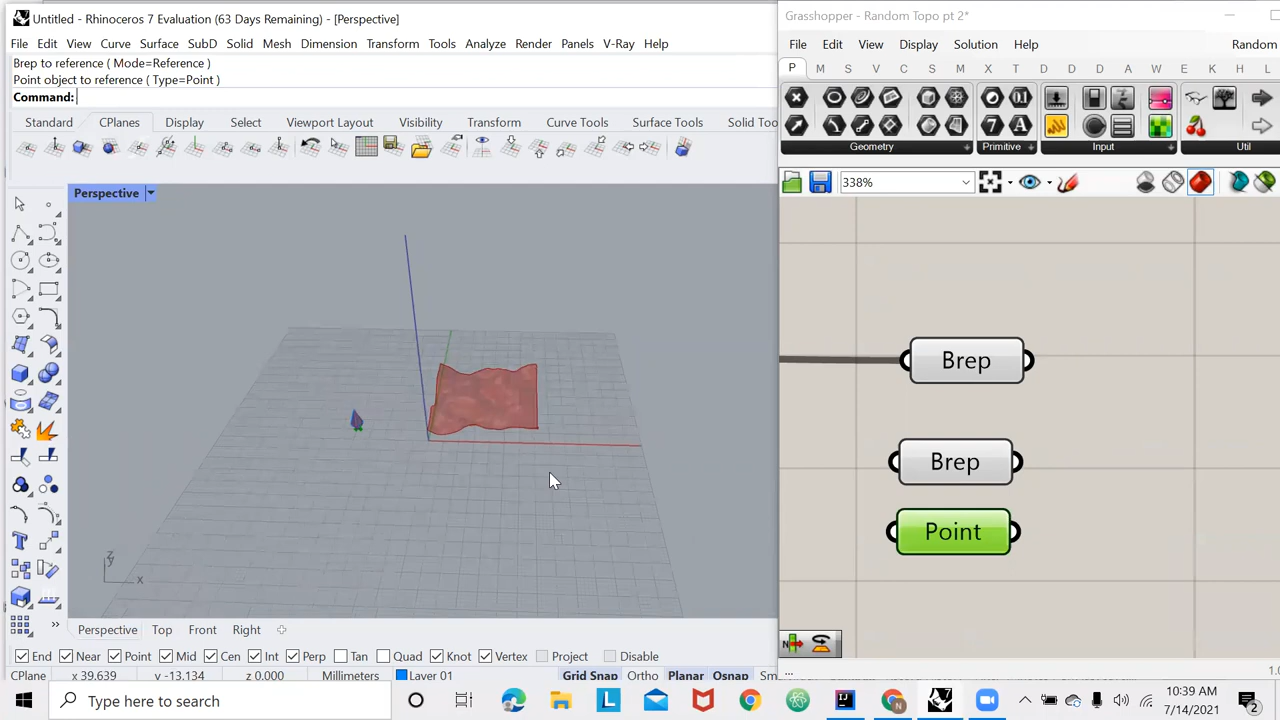 Untitled - Rhinoceros 7 Evaluation (63 Days Remaining) - [Perspective]
File Edit View Curve Surface SubD Solid Mesh Dimension Transform Tools Analyze Render Panels V-Ray Help
Brep to reference ( Mode=Reference )
Point object to reference ( Type=Point )
Command:
Standard CPlanes Display Select Viewport Layout Visibility Transform Curve Tools Surface Tools Solid Too
Perspective
z
y
x
Perspective Top Front Right
End Near Point Mid Cen Int Perp Tan Quad Knot Vertex Project Disable
CPlane x 39.639 y -13.134 z 0.000 Millimeters Layer 01 Grid Snap Ortho Planar Osnap Sm
Grasshopper - Random Topo pt 2*
File Edit View Display Solution Help Random
P M S V C S M X T D D D A W E K L
Geometry Primitive Input Util
338%
Brep
Brep
Point
...
1.0
Type here to search
10:39 AM
7/14/2021
2